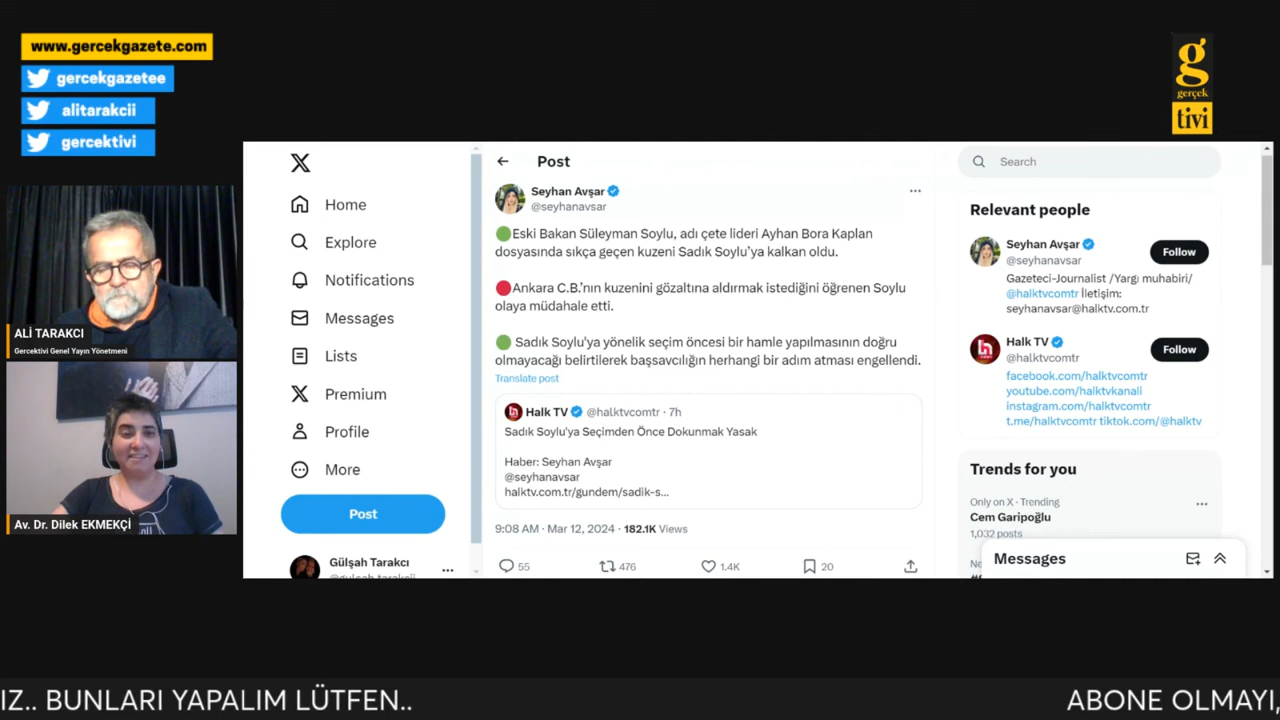 www.gercekgazete.com
gercekgazetee
alitarakcii
gercektivi
g
gerçek
tivi
ALİ TARAKCI
Gercektivi Genel Yayın Yönetmeni
Av. Dr. Dilek EKMEKÇİ
X
Home
Explore
Notifications
Messages
Lists
Premium
Profile
More
Post
Gülşah Tarakcı
Post
Seyhan Avşar
@seyhanavsar
Eski Bakan Süleyman Soylu, adı çete lideri Ayhan Bora Kaplan
dosyasında sıkça geçen kuzeni Sadık Soylu'ya kalkan oldu.
Ankara C.B.'nın kuzenini gözaltına aldırmak istediğini öğrenen Soylu
olaya müdahale etti.
Sadık Soylu'ya yönelik seçim öncesi bir hamle yapılmasının doğru
olmayacağı belirtilerek başsavcılığın herhangi bir adım atması engellendi.
Translate post
Halk TV @halktvcomtr · 7h
Sadık Soylu'ya Seçimden Önce Dokunmak Yasak
Haber: Seyhan Avşar
@seyhanavsar
halktv.com.tr/gundem/sadik-s...
9:08 AM · Mar 12, 2024 · 182.1K Views
55 476 1.4K 20
Search
Relevant people
Seyhan Avşar
@seyhanavsar
Follow
Gazeteci-Journalist /Yargı muhabiri/
@halktvcomtr İletişim:
seyhanavsar@halktv.com.tr
Halk TV
@halktvcomtr
Follow
facebook.com/halktvcomtr
youtube.com/halktvkanali
instagram.com/halktvcomtr
t.me/halktvcomtr tiktok.com/@halktv
Trends for you
Only on X · Trending
Cem Garipoğlu
1,032 posts
Messages
IZ.. BUNLARI YAPALIM LÜTFEN.. ABONE OLMAYI,